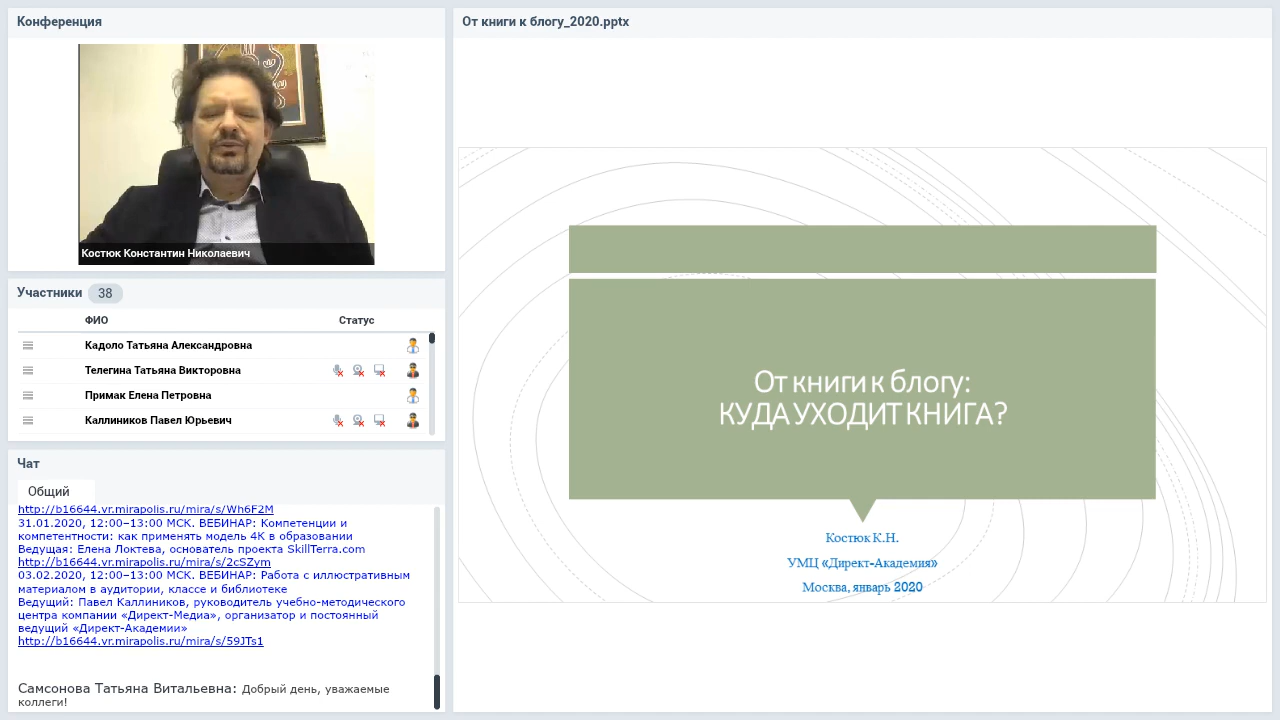 Конференция
Костюк Константин Николаевич
Участники 38
ФИО Статус
Кадоло Татьяна Александровна
Телегина Татьяна Викторовна
Примак Елена Петровна
Каллиников Павел Юрьевич
Чат
Общий
http://b16644.vr.mirapolis.ru/mira/s/Wh6F2M
31.01.2020, 12:00–13:00 МСК. ВЕБИНАР: Компетенции и
компетентности: как применять модель 4К в образовании
Ведущая: Елена Локтева, основатель проекта SkillTerra.com
http://b16644.vr.mirapolis.ru/mira/s/2cSZym
03.02.2020, 12:00–13:00 МСК. ВЕБИНАР: Работа с иллюстративным
материалом в аудитории, классе и библиотеке
Ведущий: Павел Каллиников, руководитель учебно-методического
центра компании «Директ-Медиа», организатор и постоянный
ведущий «Директ-Академии»
http://b16644.vr.mirapolis.ru/mira/s/59JTs1
Самсонова Татьяна Витальевна: Добрый день, уважаемые
коллеги!
От книги к блогу_2020.pptx
От книги к блогу:
КУДА УХОДИТ КНИГА?
Костюк К.Н.
УМЦ «Директ-Академия»
Москва, январь 2020